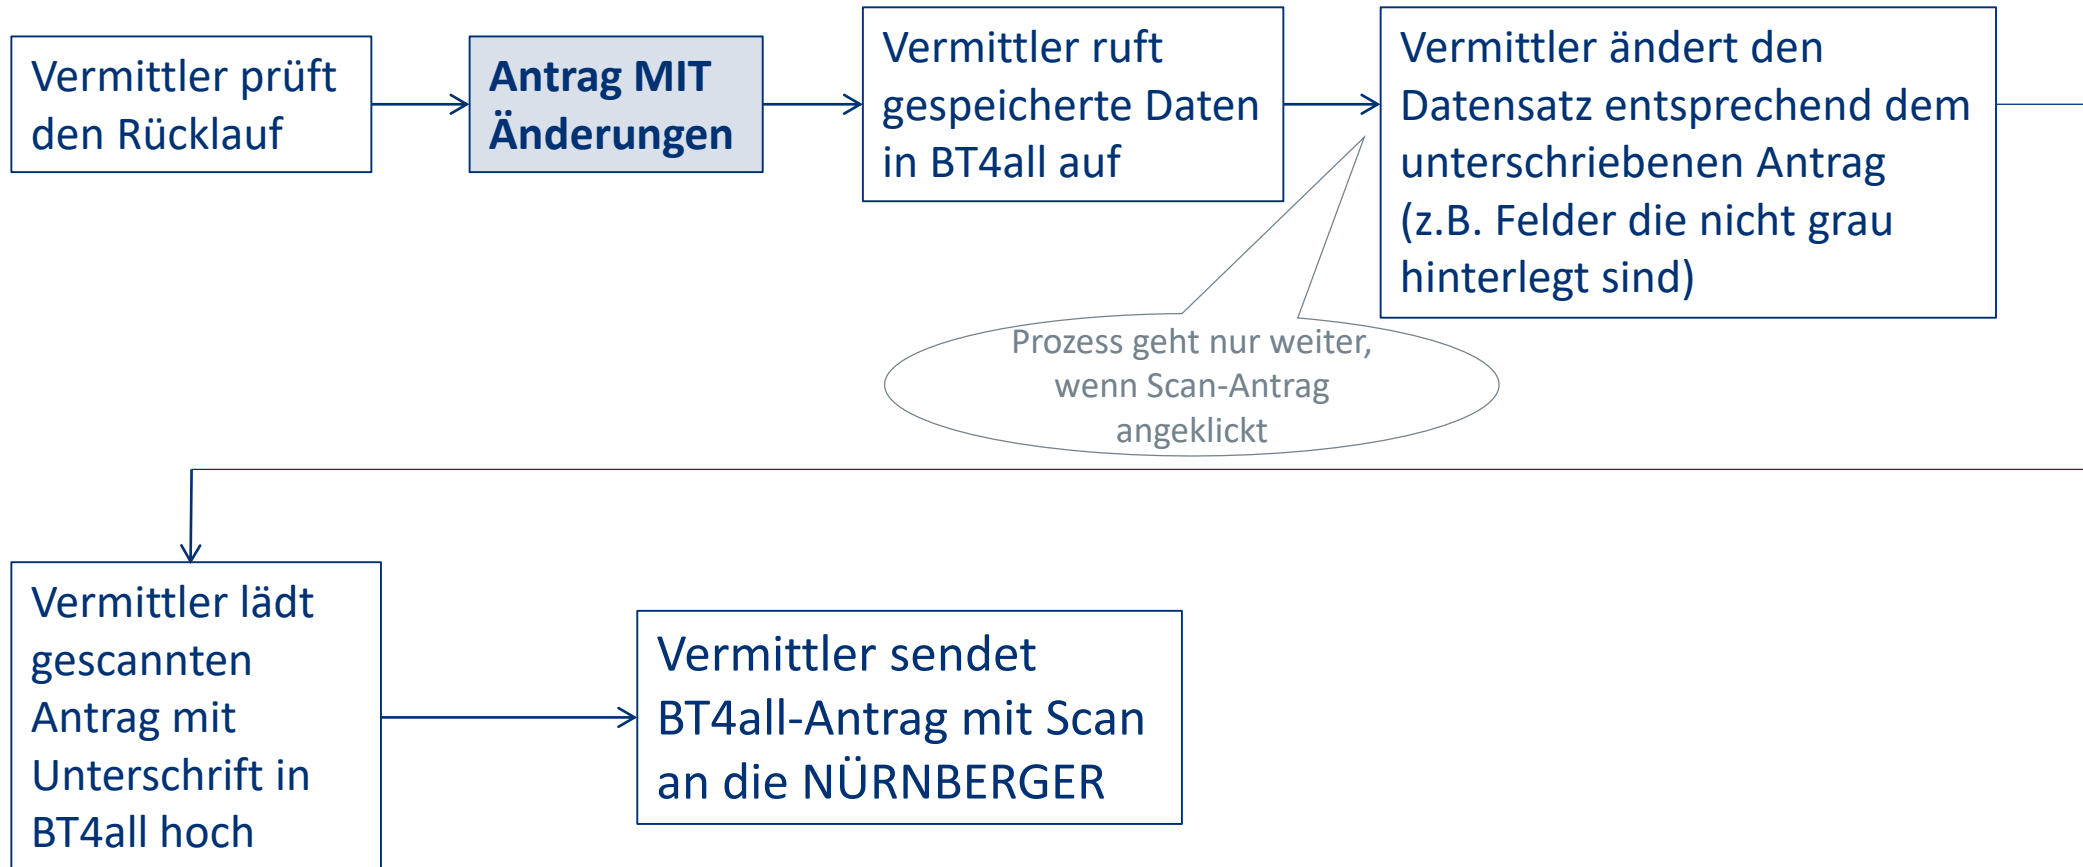 Vermittler prüft
den Rücklauf
Antrag MIT
Änderungen
Vermittler ruft
gespeicherte Daten
in BT4all auf
Vermittler ändert den
Datensatz entsprechend dem
unterschriebenen Antrag
(z.B. Felder die nicht grau
hinterlegt sind)
Prozess geht nur weiter,
wenn Scan-Antrag
angeklickt
Vermittler lädt
gescannten
Antrag mit
Unterschrift in
BT4all hoch
Vermittler sendet
BT4all-Antrag mit Scan
an die NÜRNBERGER